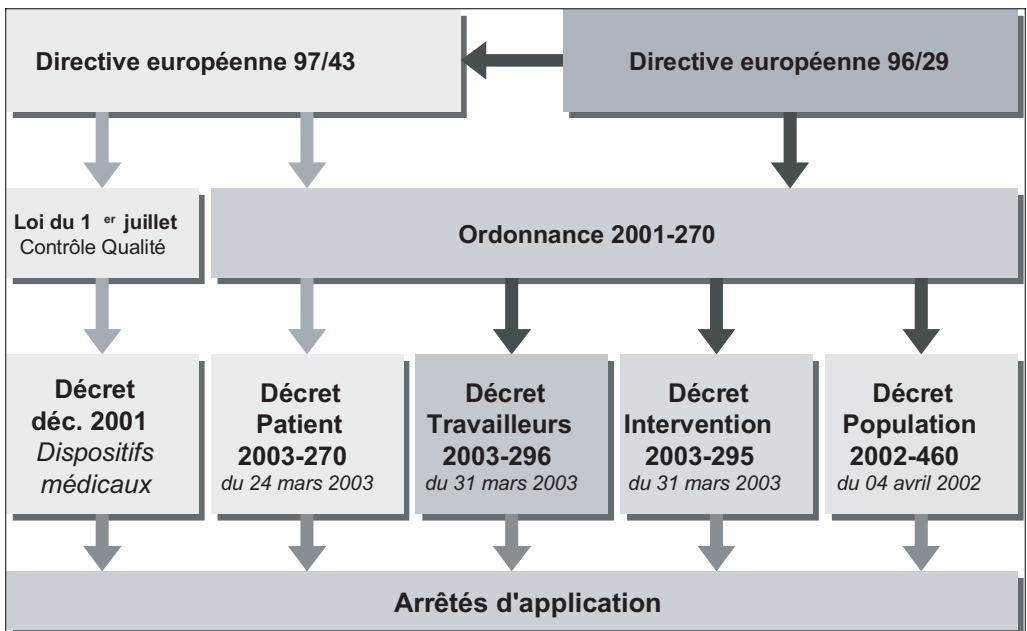 Directive européenne 97/43
Directive européenne 96/29
Loi du 1 er juillet
Contrôle Qualité
Ordonnance 2001-270
Décret
déc. 2001
Dispositifs
médicaux
Décret
Patient
2003-270
du 24 mars 2003
Décret
Travailleurs
2003-296
du 31 mars 2003
Décret
Intervention
2003-295
du 31 mars 2003
Décret
Population
2002-460
du 04 avril 2002
Arrêtés d'application